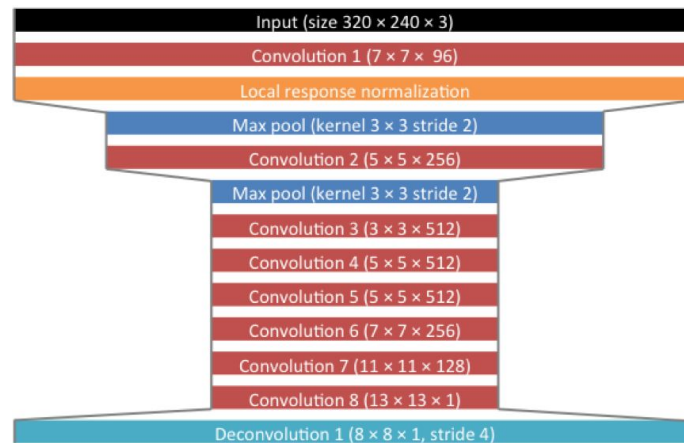 Input (size 320 × 240 × 3)
Convolution 1 (7 × 7 × 96)
Local response normalization
Max pool (kernel 3 × 3 stride 2)
Convolution 2 (5 × 5 × 256)
Max pool (kernel 3 × 3 stride 2)
Convolution 3 (3 × 3 × 512)
Convolution 4 (5 × 5 × 512)
Convolution 5 (5 × 5 × 512)
Convolution 6 (7 × 7 × 256)
Convolution 7 (11 × 11 × 128)
Convolution 8 (13 × 13 × 1)
Deconvolution 1 (8 × 8 × 1, stride 4)